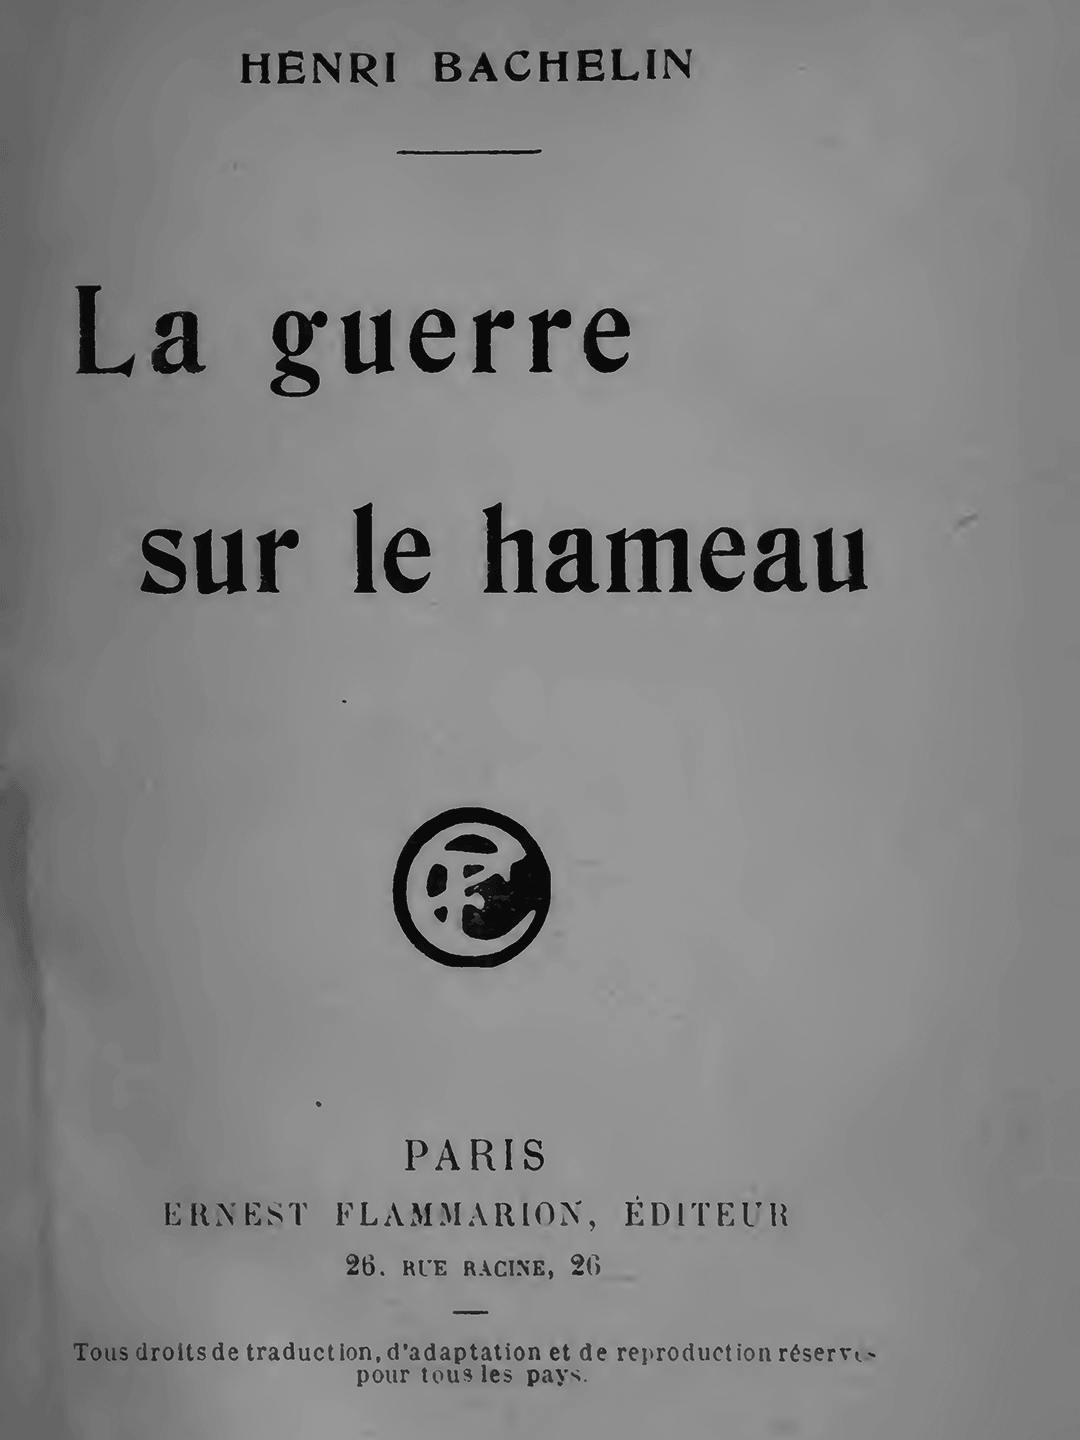 HENRI BACHELIN
La guerre
sur le hameau
PARIS
ERNEST FLAMMARION, ÉDITEUR
26. RUE RACINE, 26
Tous droits de traduction, d'adaptation et de reproduction
pour tous les pays.